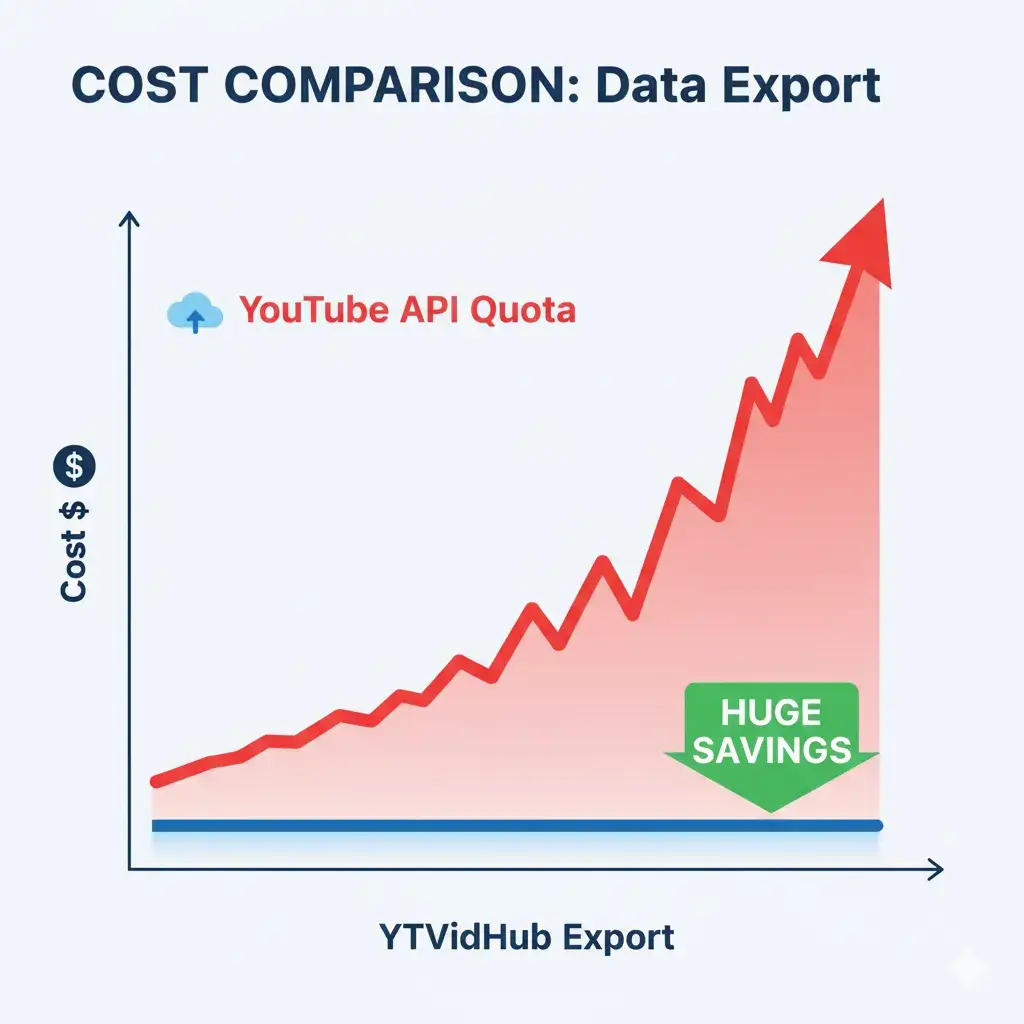 COST COMPARISON: Data Export
YouTube API Quota
Cost $ $
HUGE
SAVINGS
YTVidHub Export